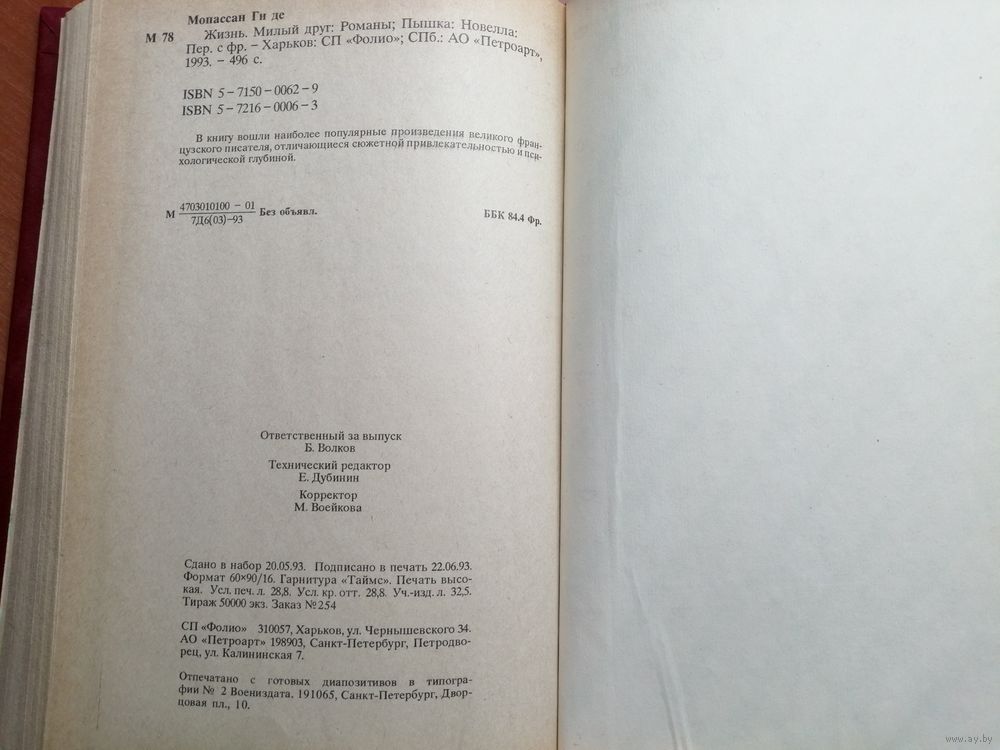 Мопассан Ги де
М 78 Жизнь. Милый друг: Романы; Пышка: Новелла:
Пер. с фр. – Харьков: СП «Фолио»; СПб.: АО «Петроарт»,
1993. – 496 с.
ISBN 5–7150–0062–9
ISBN 5–7216–0006–3
В книгу вошли наиболее популярные произведения великого фран-
цузского писателя, отличающиеся сюжетной привлекательностью и пси-
хологической глубиной.
М 4703010100 – 01 Без объявл.
7Д6(03)–93
ББК 84.4 Фр.
Ответственный за выпуск
Б. Волков
Технический редактор
Е. Дубинин
Корректор
М. Воейкова
Сдано в набор 20.05.93. Подписано в печать 22.06.93.
Формат 60×90/16. Гарнитура «Таймс». Печать высо-
кая. Усл. печ. л. 28,8. Усл. кр. отт. 28,8. Уч.-изд. л. 32,5.
Тираж 50000 экз. Заказ №254
СП «Фолио» 310057, Харьков, ул. Чернышевского 34.
АО «Петроарт» 198903, Санкт-Петербург, Петродво-
рец, ул. Калининская 7.
Отпечатано с готовых диапозитивов в типогра-
фии № 2 Воениздата. 191065, Санкт-Петербург, Двор-
цовая пл., 10.
www.ay.by